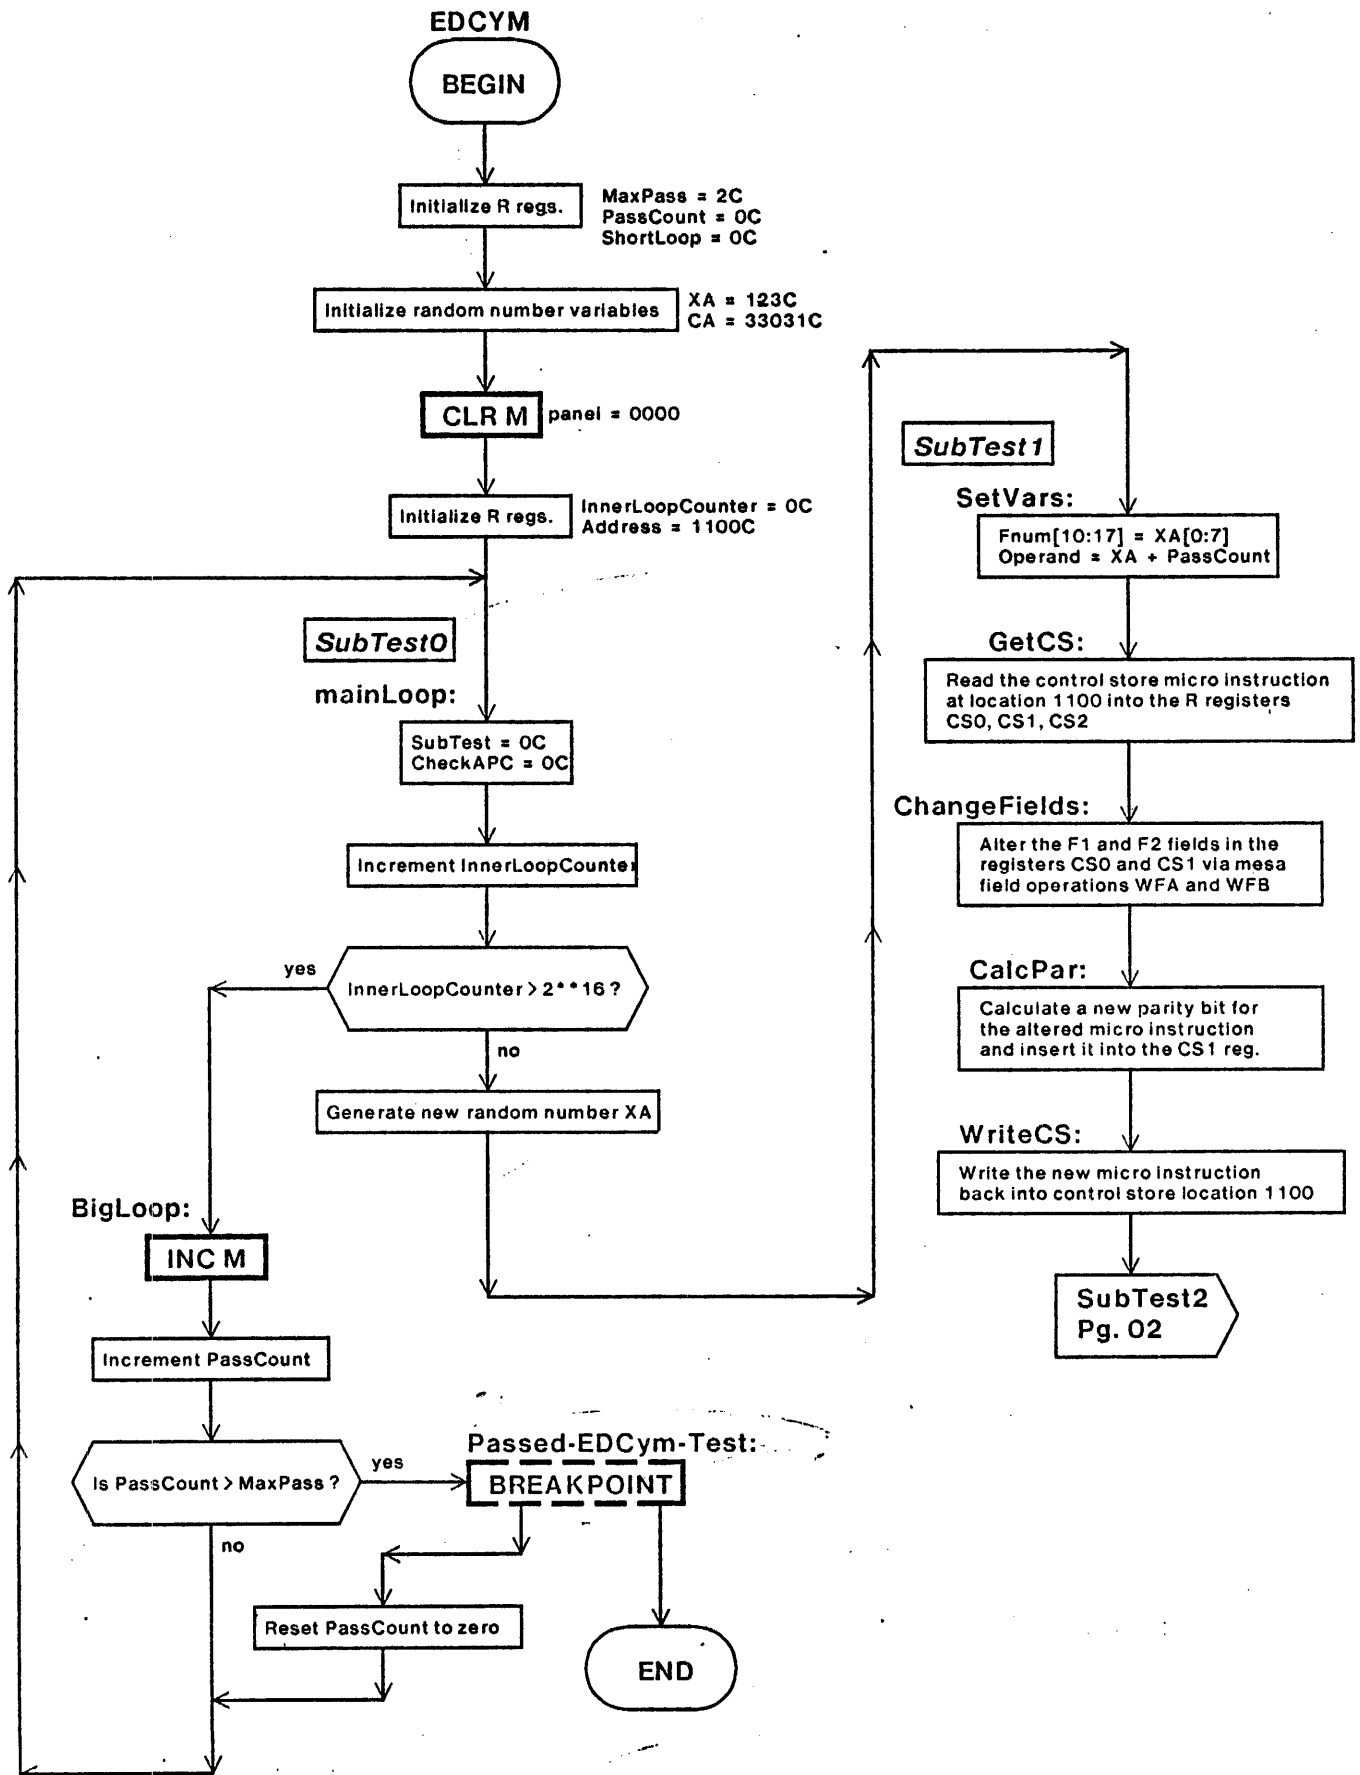 EDCYM
BEGIN
Initialize R regs.
MaxPass = 2C
PassCount = 0C
ShortLoop = 0C
Initialize random number variables
XA = 123C
CA = 33031C
CLR M
panel = 0000
Initialize R regs.
InnerLoopCounter = 0C
Address = 1100C
SubTest0
mainLoop:
SubTest = 0C
CheckAPC = 0C
Increment InnerLoopCounter
InnerLoopCounter > 2**16 ?
yes
no
Generate new random number XA
BigLoop:
INC M
Increment PassCount
Is PassCount > MaxPass ?
yes
no
Passed-EDCym-Test:
BREAKPOINT
Reset PassCount to zero
END
SubTest1
SetVars:
Fnum[10:17] = XA[0:7]
Operand = XA + PassCount
GetCS:
Read the control store micro instruction
at location 1100 into the R registers
CS0, CS1, CS2
ChangeFields:
Alter the F1 and F2 fields in the
registers CS0 and CS1 via mesa
field operations WFA and WFB
CalcPar:
Calculate a new parity bit for
the altered micro instruction
and insert it into the CS1 reg.
WriteCS:
Write the new micro instruction
back into control store location 1100
SubTest2
Pg. 02